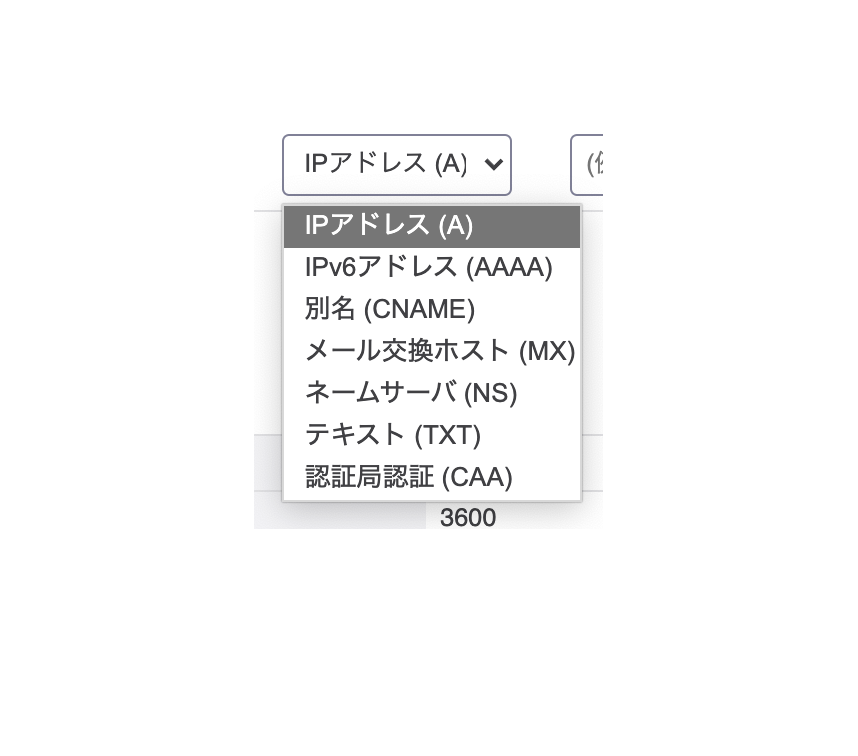 IPアドレス (A)
(例
IPアドレス (A)
IPv6アドレス (AAAA)
別名 (CNAME)
メール交換ホスト (MX)
ネームサーバ (NS)
テキスト (TXT)
認証局認証 (CAA)
3600